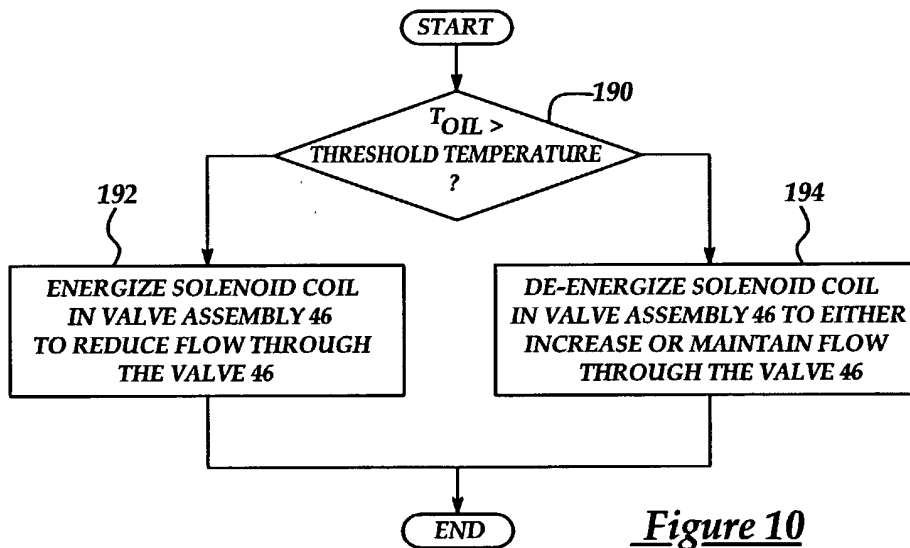 START
190
TOIL >
THRESHOLD TEMPERATURE
?
192
ENERGIZE SOLENOID COIL
IN VALVE ASSEMBLY 46
TO REDUCE FLOW THROUGH
THE VALVE 46
194
DE-ENERGIZE SOLENOID COIL
IN VALVE ASSEMBLY 46 TO EITHER
INCREASE OR MAINTAIN FLOW
THROUGH THE VALVE 46
END
Figure 10